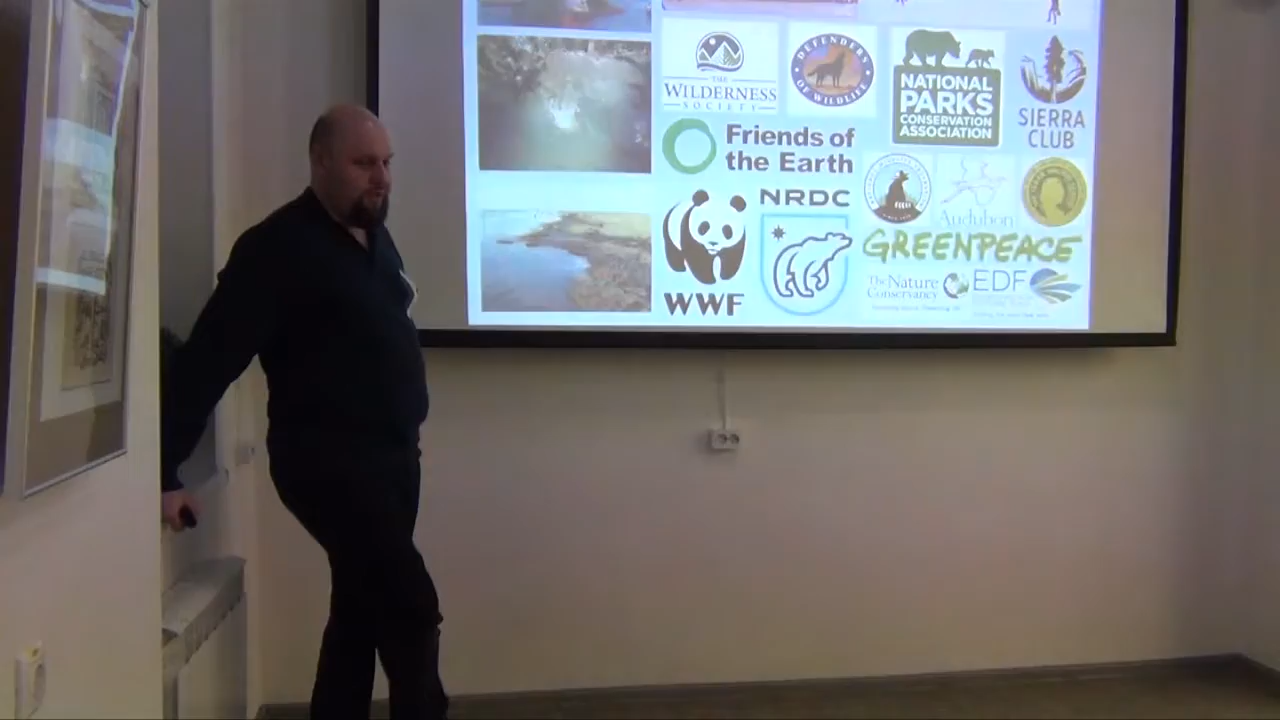 THE
WILDERNESS
SOCIETY
DEFENDERS
OF WILDLIFE
NATIONAL
PARKS
CONSERVATION
ASSOCIATION
SIERRA
CLUB
Friends of
the Earth
NRDC
Audubon
GREENPEACE
WWF
The Nature
Conservancy
EDF